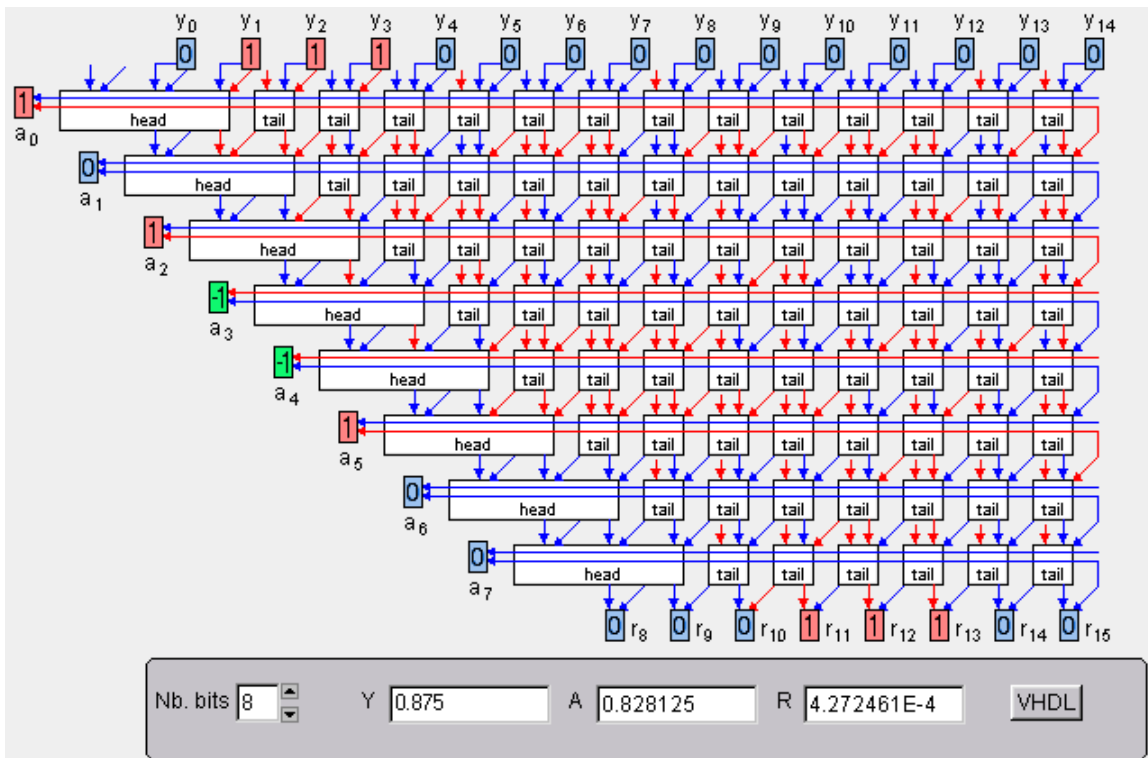 y0 y1 y2 y3 y4 y5 y6 y7 y8 y9 y10 y11 y12 y13 y14
0 1 1 1 0 0 0 0 0 0 0 0 0 0 0
1 head tail tail tail tail tail tail tail tail tail tail tail tail tail
a0
0 head tail tail tail tail tail tail tail tail tail tail tail tail
a1
1 head tail tail tail tail tail tail tail tail tail tail tail
a2
-1 head tail tail tail tail tail tail tail tail tail tail
a3
-1 head tail tail tail tail tail tail tail tail tail
a4
1 head tail tail tail tail tail tail tail tail
a5
0 head tail tail tail tail tail tail tail
a6
0 head tail tail tail tail tail tail
a7
0 r8 0 r9 0 r10 1 r11 1 r12 1 r13 0 r14 0 r15
Nb. bits 8 Y 0.875 A 0.828125 R 4.272461E-4 VHDL